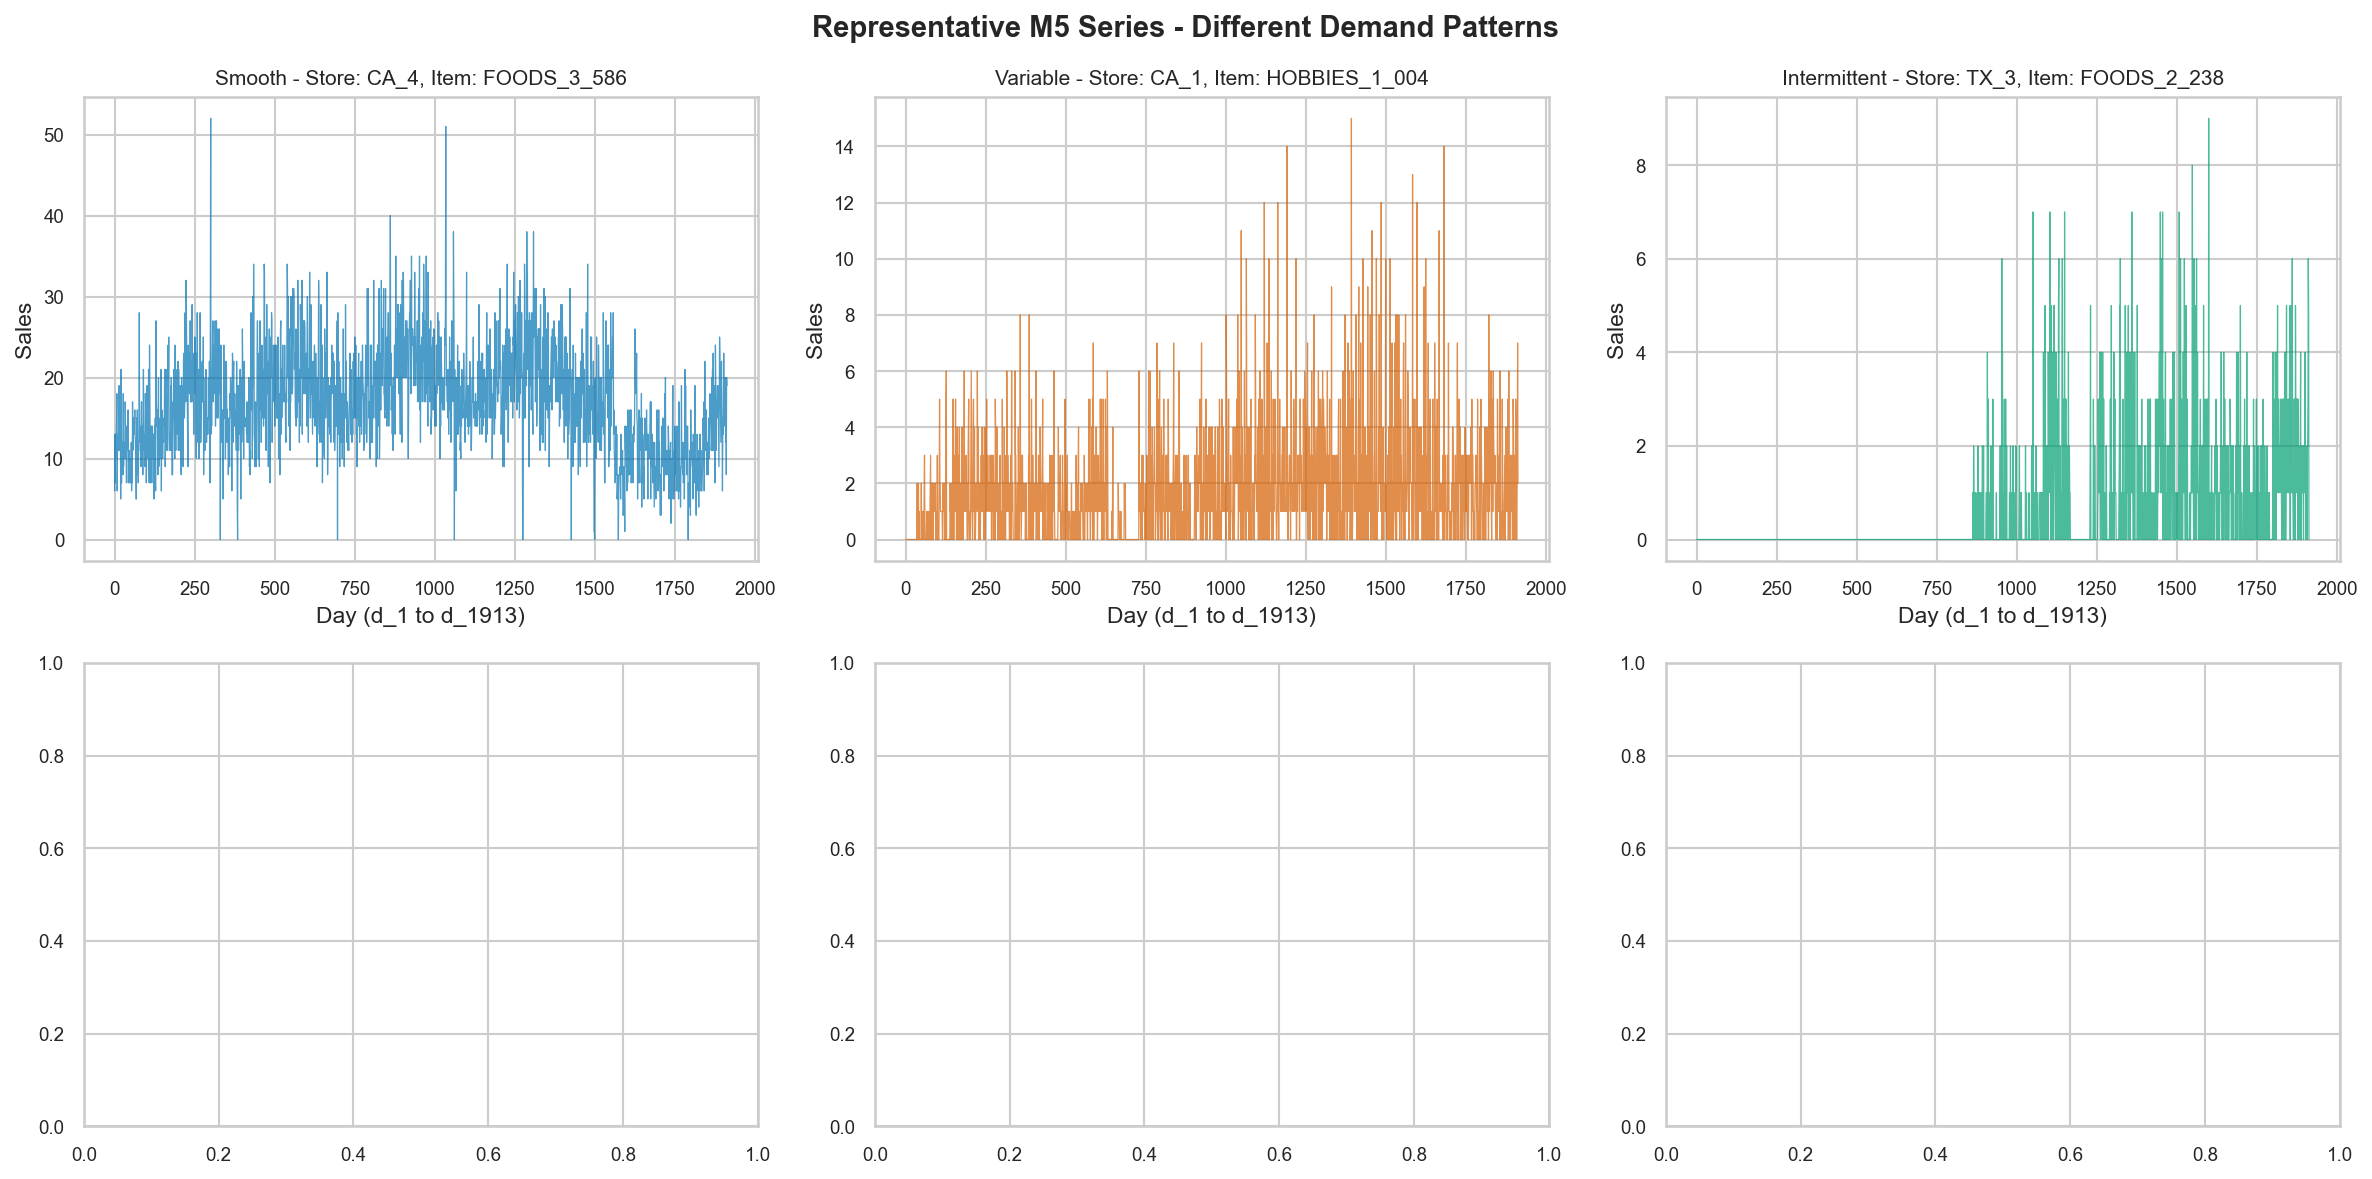 Representative M5 Series - Different Demand Patterns
Smooth - Store: CA_4, Item: FOODS_3_586
Sales
50
40
30
20
10
0
0 250 500 750 1000 1250 1500 1750 2000
Day (d_1 to d_1913)
Variable - Store: CA_1, Item: HOBBIES_1_004
Sales
14
12
10
8
6
4
2
0
0 250 500 750 1000 1250 1500 1750 2000
Day (d_1 to d_1913)
Intermittent - Store: TX_3, Item: FOODS_2_238
Sales
8
6
4
2
0
0 250 500 750 1000 1250 1500 1750 2000
Day (d_1 to d_1913)
1.0
0.8
0.6
0.4
0.2
0.0
0.0 0.2 0.4 0.6 0.8 1.0
1.0
0.8
0.6
0.4
0.2
0.0
0.0 0.2 0.4 0.6 0.8 1.0
1.0
0.8
0.6
0.4
0.2
0.0
0.0 0.2 0.4 0.6 0.8 1.0